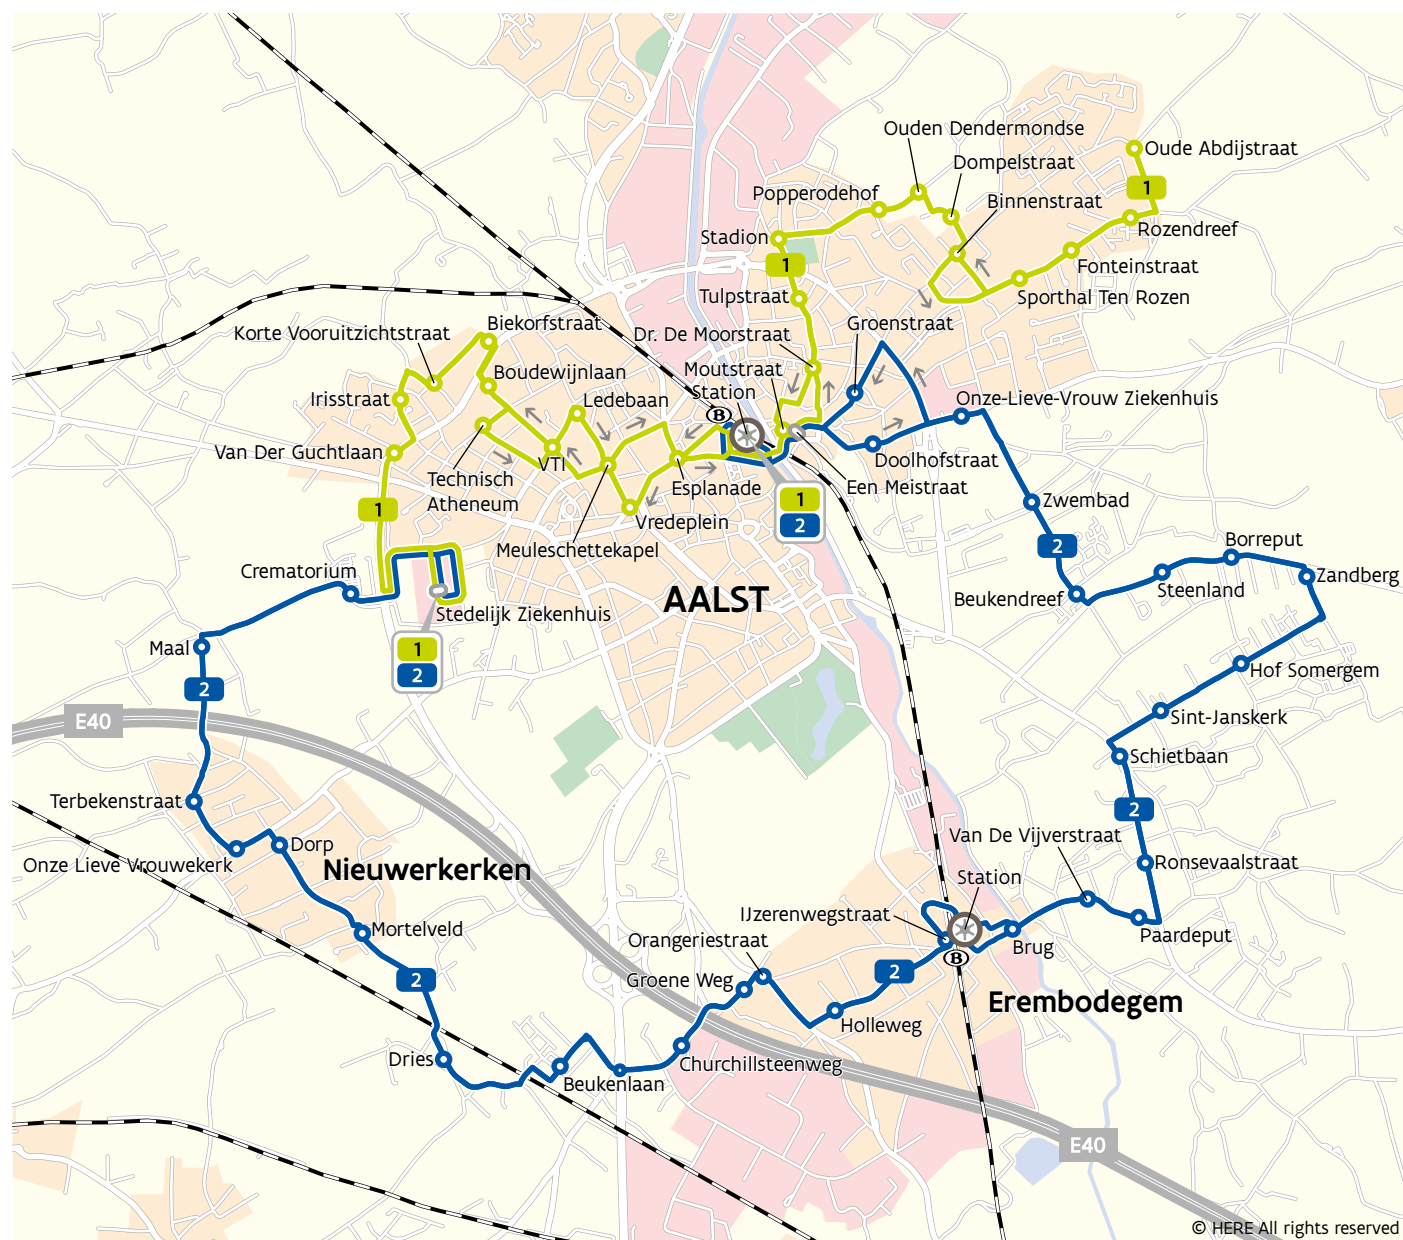 Ouden Dendermondse
Dompelstraat
Oude Abdijstraat
1
Popperodehof
Binnenstraat
Rozendreef
Stadion
Fonteinstraat
1
Sporthal Ten Rozen
Tulpstraat
Biekorfstraat
Groenstraat
Korte Vooruitzichtstraat
Dr. De Moorstraat
Moutstraat
Boudewijnlaan
Station
Irisstraat
Ledebaan
Onze-Lieve-Vrouw Ziekenhuis
B
Van Der Guchtlaan
VTI
Doolhofstraat
Technisch
Atheneum
Esplanade
Een Meistraat
1
1
2
Zwembad
Vredeplein
Meuleschettekapel
2
Borreput
Crematorium
Zandberg
Steenland
Beukendreef
AALST
Stedelijk Ziekenhuis
Maal
1
2
Hof Somergem
2
Sint-Janskerk
E40
Schietbaan
Terbekenstraat
2
Van De Vijverstraat
Dorp
Onze Lieve Vrouwekerk
Nieuwerkerken
Ronsevaalstraat
Station
IJzerenwegstraat
Mortelveld
Paardeput
Orangeriestraat
Brug
B
2
Groene Weg
2
Erembodegem
Holleweg
Dries
Churchillsteenweg
Beukenlaan
E40
© HERE All rights reserved